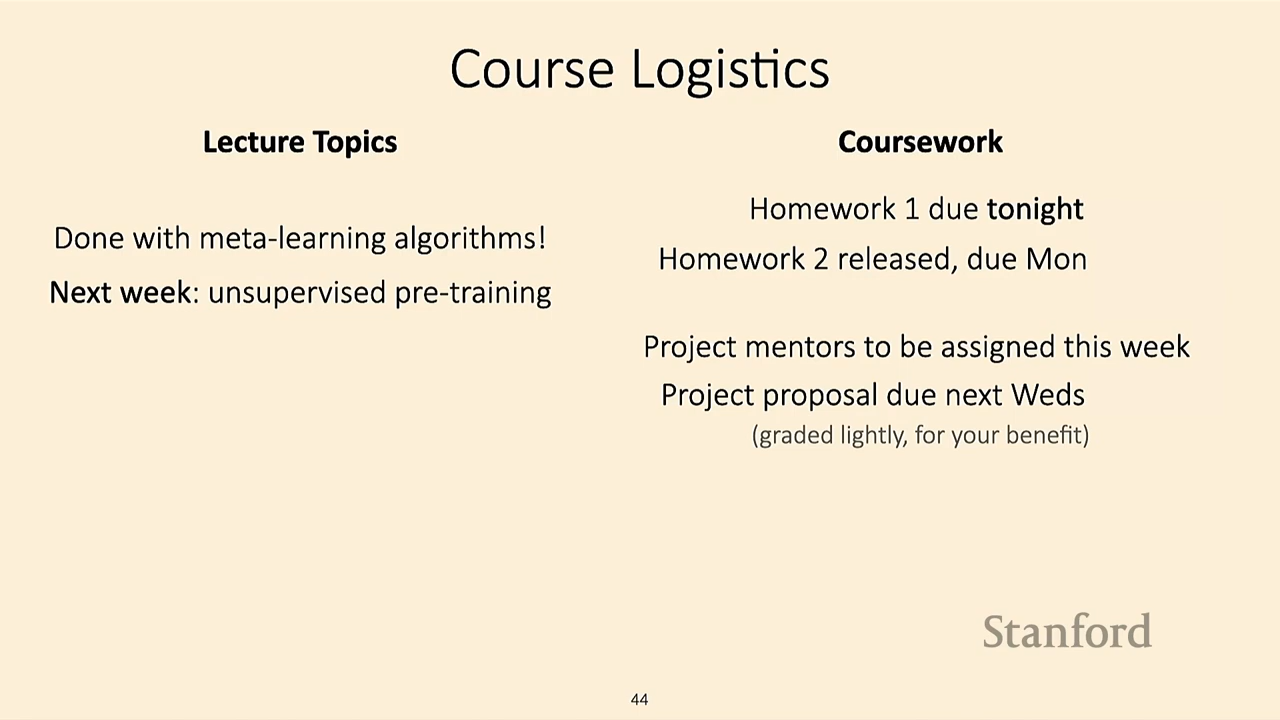 Course Logistics
Lecture Topics
Done with meta-learning algorithms!
Next week: unsupervised pre-training
Coursework
Homework 1 due tonight
Homework 2 released, due Mon
Project mentors to be assigned this week
Project proposal due next Weds
(graded lightly, for your benefit)
Stanford
44